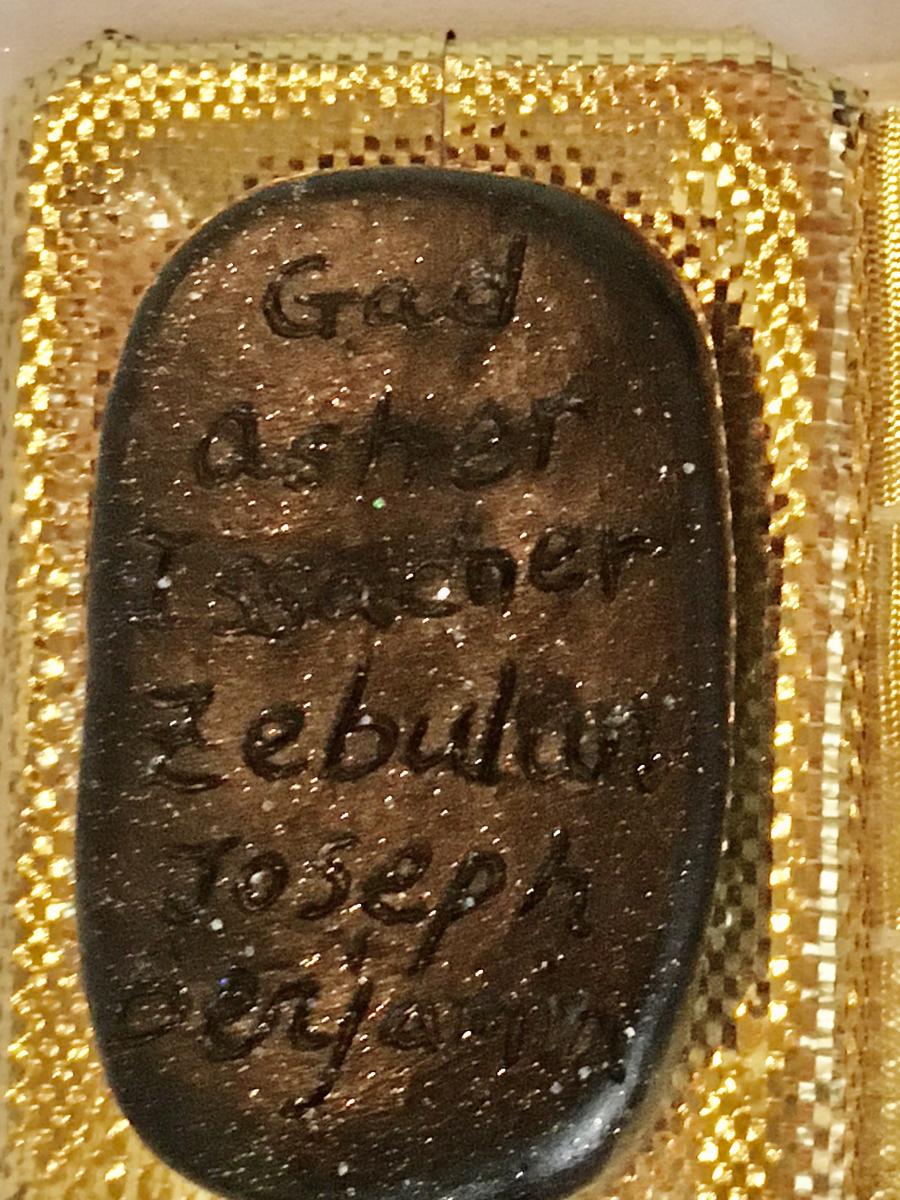 Gad
asher
Issacher
Zebulun
Joseph
Benjamin